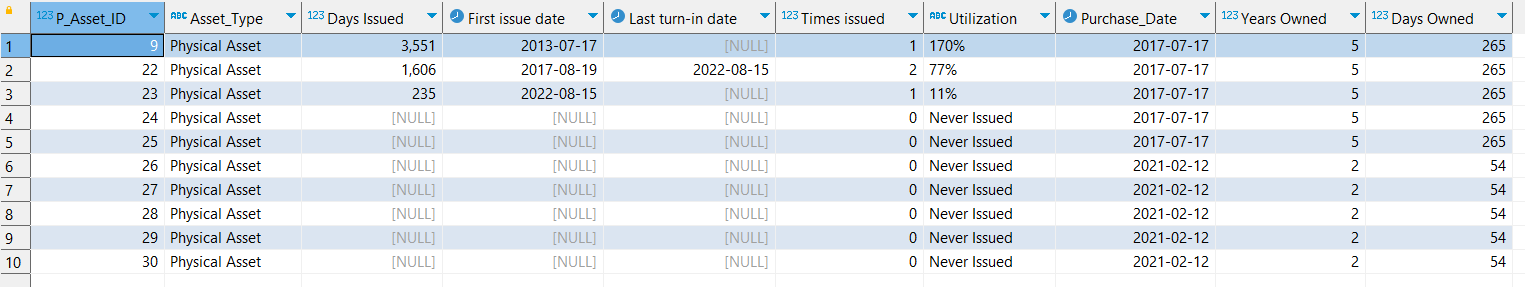 123 P_Asset_ID ABC Asset_Type 123 Days Issued First issue date Last turn-in date 123 Times issued ABC Utilization Purchase_Date 123 Years Owned 123 Days Owned
1 9 Physical Asset 3,551 2013-07-17 [NULL] 1 170% 2017-07-17 5 265
2 22 Physical Asset 1,606 2017-08-19 2022-08-15 2 77% 2017-07-17 5 265
3 23 Physical Asset 235 2022-08-15 [NULL] 1 11% 2017-07-17 5 265
4 24 Physical Asset [NULL] [NULL] [NULL] 0 Never Issued 2017-07-17 5 265
5 25 Physical Asset [NULL] [NULL] [NULL] 0 Never Issued 2017-07-17 5 265
6 26 Physical Asset [NULL] [NULL] [NULL] 0 Never Issued 2021-02-12 2 54
7 27 Physical Asset [NULL] [NULL] [NULL] 0 Never Issued 2021-02-12 2 54
8 28 Physical Asset [NULL] [NULL] [NULL] 0 Never Issued 2021-02-12 2 54
9 29 Physical Asset [NULL] [NULL] [NULL] 0 Never Issued 2021-02-12 2 54
10 30 Physical Asset [NULL] [NULL] [NULL] 0 Never Issued 2021-02-12 2 54